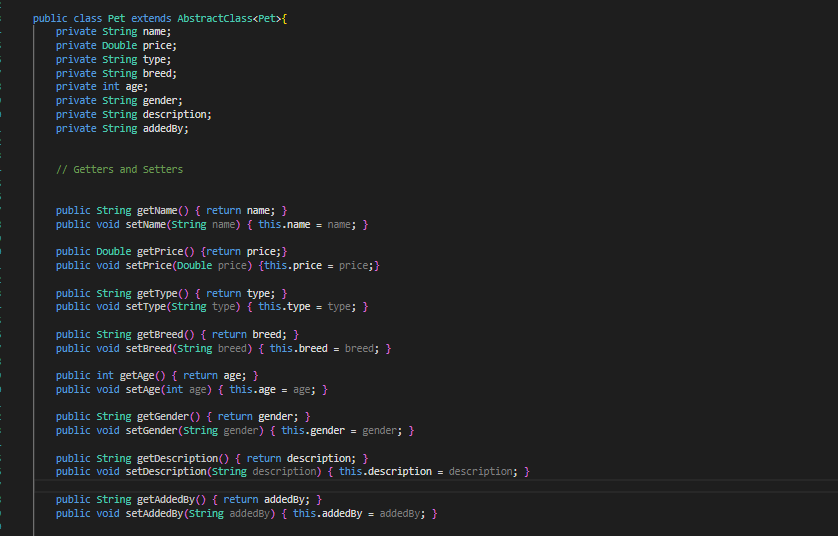 public class Pet extends AbstractClass<Pet>{
private String name;
private Double price;
private String type;
private String breed;
private int age;
private String gender;
private String description;
private String addedBy;
// Getters and Setters
public String getName() { return name; }
public void setName(String name) { this.name = name; }
public Double getPrice() {return price;}
public void setPrice(Double price) {this.price = price;}
public String getType() { return type; }
public void setType(String type) { this.type = type; }
public String getBreed() { return breed; }
public void setBreed(String breed) { this.breed = breed; }
public int getAge() { return age; }
public void setAge(int age) { this.age = age; }
public String getGender() { return gender; }
public void setGender(String gender) { this.gender = gender; }
public String getDescription() { return description; }
public void setDescription(String description) { this.description = description; }
public String getAddedBy() { return addedBy; }
public void setAddedBy(String addedBy) { this.addedBy = addedBy; }